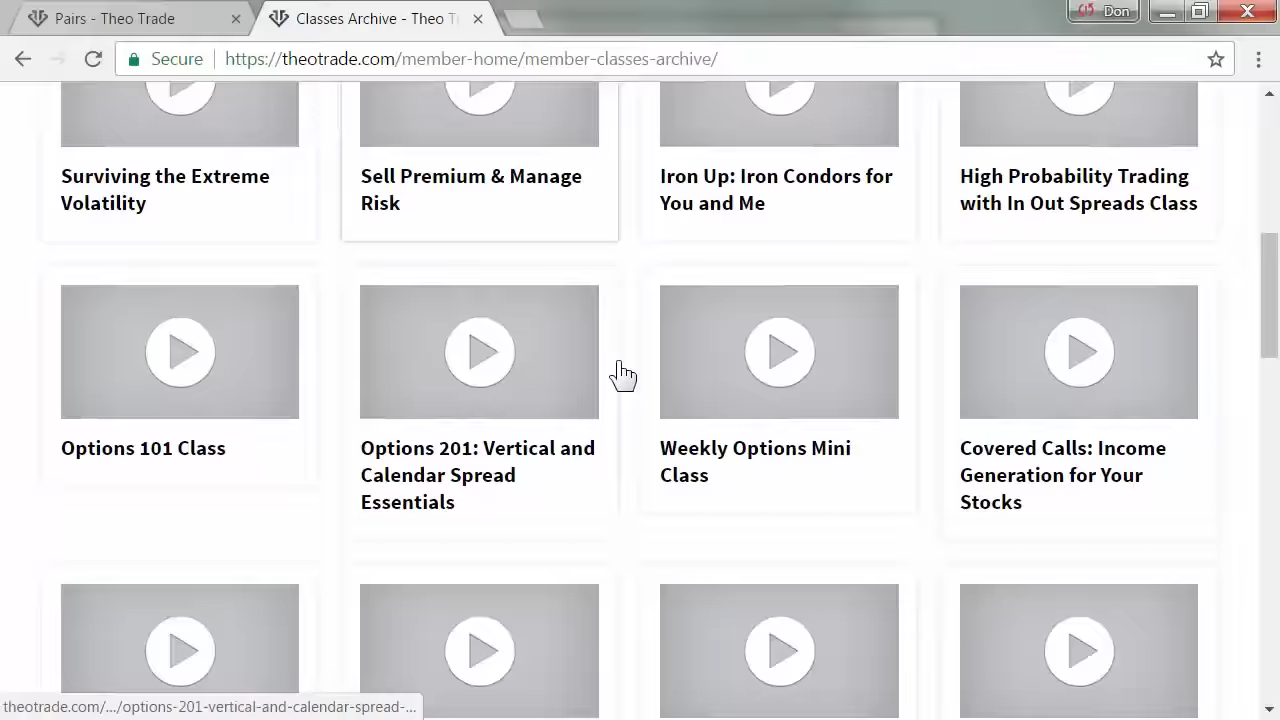 Pairs - Theo Trade
Classes Archive - Theo T
Don
Secure
https://theotrade.com/member-home/member-classes-archive/
Surviving the Extreme
Volatility
Sell Premium & Manage
Risk
Iron Up: Iron Condors for
You and Me
High Probability Trading
with In Out Spreads Class
Options 101 Class
Options 201: Vertical and
Calendar Spread
Essentials
Weekly Options Mini
Class
Covered Calls: Income
Generation for Your
Stocks
theotrade.com/.../options-201-vertical-and-calendar-spread-...